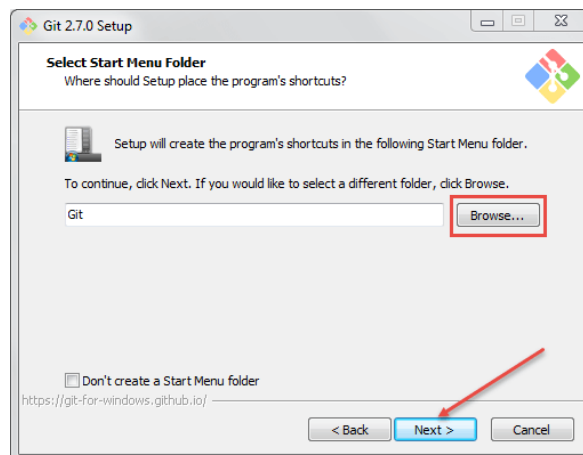 Git 2.7.0 Setup
Select Start Menu Folder
Where should Setup place the program's shortcuts?
Setup will create the program's shortcuts in the following Start Menu folder.
To continue, click Next. If you would like to select a different folder, click Browse.
Git
Browse...
Don't create a Start Menu folder
https://git-for-windows.github.io/
< Back
Next >
Cancel